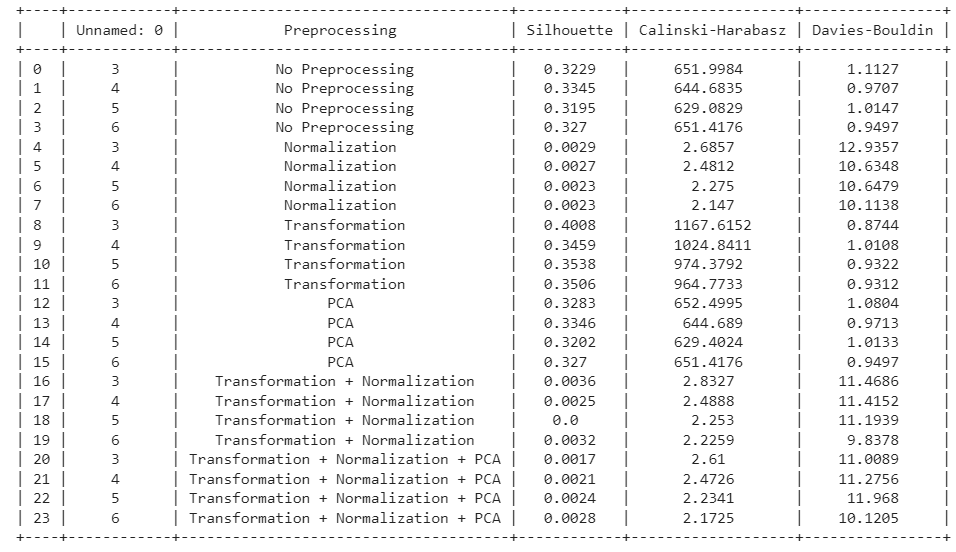 +----+------------+---------------------------------------+------------+-------------------+----------------+
|    | Unnamed: 0 |             Preprocessing             | Silhouette | Calinski-Harabasz | Davies-Bouldin |
+----+------------+---------------------------------------+------------+-------------------+----------------+
| 0  |     3      |           No Preprocessing            |   0.3229   |     651.9984      |     1.1127     |
| 1  |     4      |           No Preprocessing            |   0.3345   |     644.6835      |     0.9707     |
| 2  |     5      |           No Preprocessing            |   0.3195   |     629.0829      |     1.0147     |
| 3  |     6      |           No Preprocessing            |   0.327    |     651.4176      |     0.9497     |
| 4  |     3      |             Normalization             |   0.0029   |      2.6857       |    12.9357     |
| 5  |     4      |             Normalization             |   0.0027   |      2.4812       |    10.6348     |
| 6  |     5      |             Normalization             |   0.0023   |       2.275       |    10.6479     |
| 7  |     6      |             Normalization             |   0.0023   |       2.147       |    10.1138     |
| 8  |     3      |            Transformation             |   0.4008   |     1167.6152     |     0.8744     |
| 9  |     4      |            Transformation             |   0.3459   |     1024.8411     |     1.0108     |
| 10 |     5      |            Transformation             |   0.3538   |     974.3792      |     0.9322     |
| 11 |     6      |            Transformation             |   0.3506   |     964.7733      |     0.9312     |
| 12 |     3      |                  PCA                  |   0.3283   |     652.4995      |     1.0804     |
| 13 |     4      |                  PCA                  |   0.3346   |      644.689      |     0.9713     |
| 14 |     5      |                  PCA                  |   0.3202   |     629.4024      |     1.0133     |
| 15 |     6      |                  PCA                  |   0.327    |     651.4176      |     0.9497     |
| 16 |     3      |    Transformation + Normalization     |   0.0036   |      2.8327       |    11.4686     |
| 17 |     4      |    Transformation + Normalization     |   0.0025   |      2.4888       |    11.4152     |
| 18 |     5      |    Transformation + Normalization     |    0.0     |       2.253       |    11.1939     |
| 19 |     6      |    Transformation + Normalization     |   0.0032   |      2.2259       |     9.8378     |
| 20 |     3      | Transformation + Normalization + PCA  |   0.0017   |       2.61        |    11.0089     |
| 21 |     4      | Transformation + Normalization + PCA  |   0.0021   |      2.4726       |    11.2756     |
| 22 |     5      | Transformation + Normalization + PCA  |   0.0024   |      2.2341       |     11.968     |
| 23 |     6      | Transformation + Normalization + PCA  |   0.0028   |      2.1725       |    10.1205     |
+----+------------+---------------------------------------+------------+-------------------+----------------+